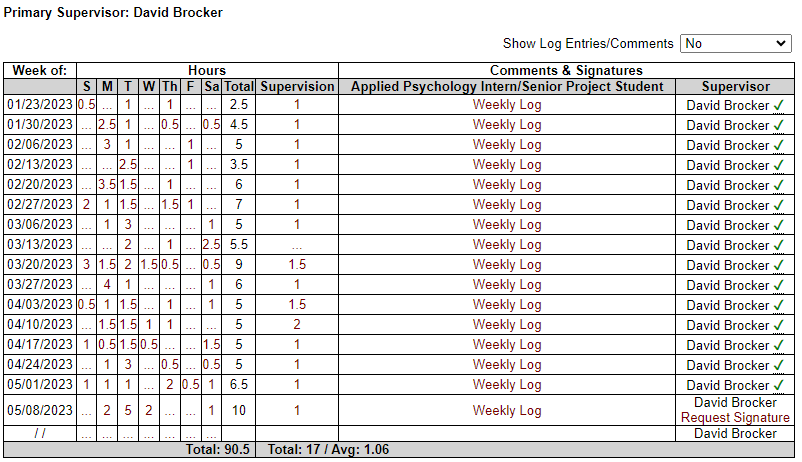 Primary Supervisor: David Brocker
Show Log Entries/Comments No
Week of: Hours Comments & Signatures
S M T W Th F Sa Total Supervision Applied Psychology Intern/Senior Project Student Supervisor
01/23/2023 0.5 ... 1 ... 1 ... ... 2.5 1 Weekly Log David Brocker ✓
01/30/2023 ... 2.5 1 ... 0.5 ... 0.5 4.5 1 Weekly Log David Brocker ✓
02/06/2023 ... 3 1 ... ... 1 ... 5 1 Weekly Log David Brocker ✓
02/13/2023 ... ... 2.5 ... ... 1 ... 3.5 1 Weekly Log David Brocker ✓
02/20/2023 ... 3.5 1.5 ... 1 ... ... 6 1 Weekly Log David Brocker ✓
02/27/2023 2 1 1.5 ... 1.5 1 ... 7 1 Weekly Log David Brocker ✓
03/06/2023 ... 1 3 ... ... ... 1 5 1 Weekly Log David Brocker ✓
03/13/2023 ... ... 2 ... 1 ... 2.5 5.5 ... Weekly Log David Brocker ✓
03/20/2023 3 1.5 2 1.5 0.5 ... 0.5 9 1.5 Weekly Log David Brocker ✓
03/27/2023 ... 4 1 ... ... ... 1 6 1 Weekly Log David Brocker ✓
04/03/2023 0.5 1 1.5 ... 1 ... 1 5 1.5 Weekly Log David Brocker ✓
04/10/2023 ... 1.5 1.5 1 1 ... ... 5 2 Weekly Log David Brocker ✓
04/17/2023 1 0.5 1.5 0.5 ... ... 1.5 5 1 Weekly Log David Brocker ✓
04/24/2023 ... 1 3 ... 0.5 ... 0.5 5 1 Weekly Log David Brocker ✓
05/01/2023 1 1 1 ... 2 0.5 1 6.5 1 Weekly Log David Brocker ✓
05/08/2023 ... 2 5 2 ... ... 1 10 1 Weekly Log David Brocker
Request Signature
/ / ... ... ... ... ... ... ... David Brocker
Total: 90.5 Total: 17 / Avg: 1.06